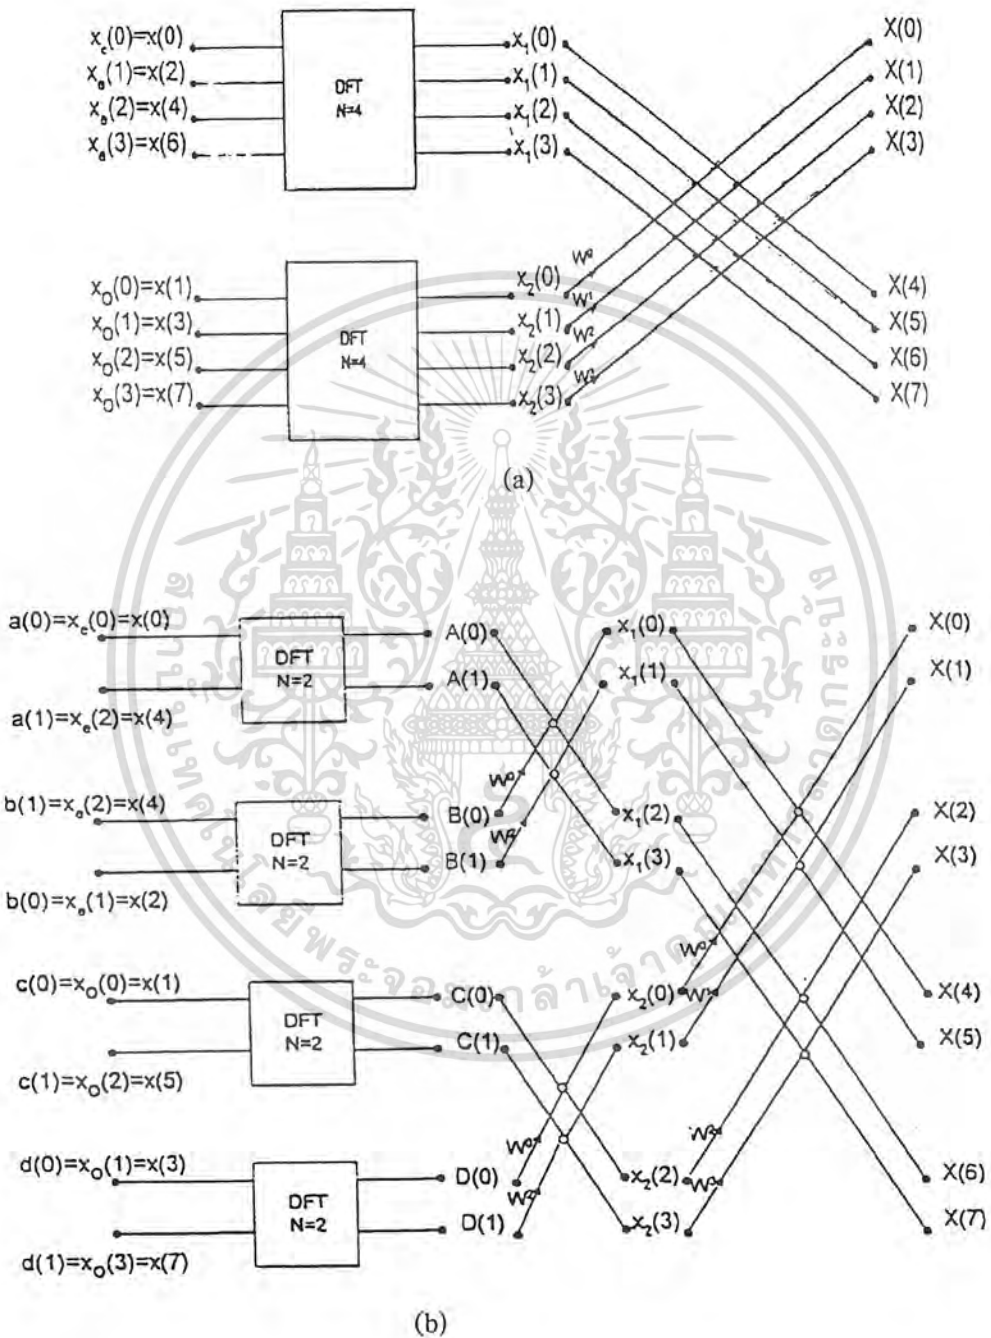 x_e(0)=x(0)
x_e(1)=x(2)
x_e(2)=x(4)
x_e(3)=x(6)
DFT
N=4
x_1(0)
x_1(1)
x_1(2)
x_1(3)
X(0)
X(1)
X(2)
X(3)
x_O(0)=x(1)
x_O(1)=x(3)
x_O(2)=x(5)
x_O(3)=x(7)
DFT
N=4
x_2(0)
x_2(1)
x_2(2)
x_2(3)
W^0
W^1
W^2
W^3
X(4)
X(5)
X(6)
X(7)
(a)
a(0)=x_e(0)=x(0)
a(1)=x_e(2)=x(4)
DFT
N=2
A(0)
A(1)
x_1(0)
x_1(1)
X(0)
X(1)
b(1)=x_e(2)=x(4)
b(0)=x_e(1)=x(2)
DFT
N=2
B(0)
B(1)
W^0
W^2
x_1(2)
x_1(3)
X(2)
X(3)
c(0)=x_O(0)=x(1)
c(1)=x_O(2)=x(5)
DFT
N=2
C(0)
C(1)
x_2(0)
x_2(1)
W^0
W^1
X(4)
X(5)
d(0)=x_O(1)=x(3)
d(1)=x_O(3)=x(7)
DFT
N=2
D(0)
D(1)
W^0
W^2
x_2(2)
x_2(3)
W^2
W^3
X(6)
X(7)
(b)